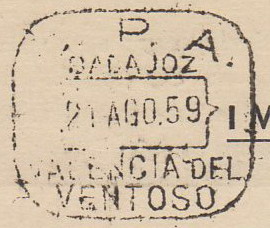 P. A.
BADAJOZ
21 AGO.59
I M
VALENCIA DEL
VENTOSO